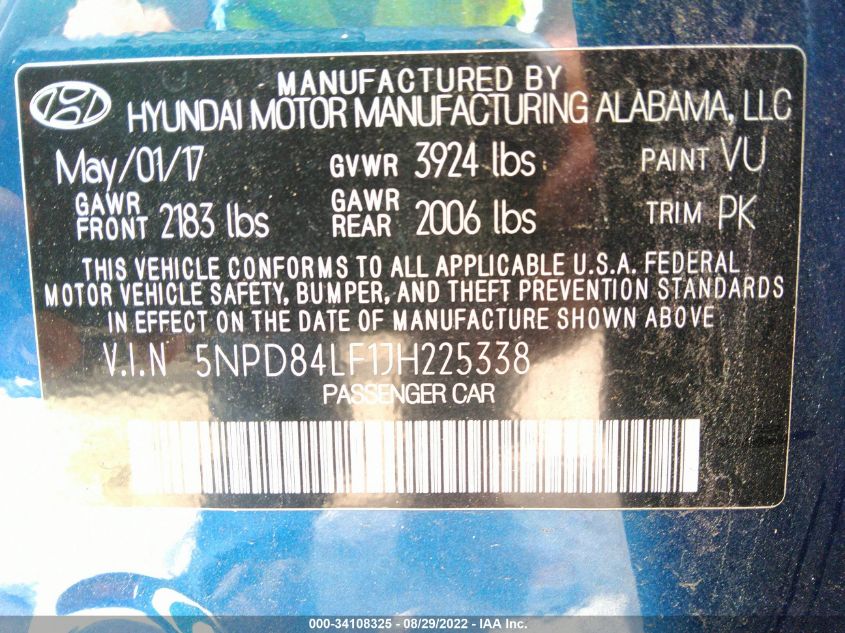 MANUFACTURED BY
HYUNDAI MOTOR MANUFACTURING ALABAMA, LLC
May/01/17 GVWR 3924 lbs PAINT VU
GAWR FRONT 2183 lbs GAWR REAR 2006 lbs TRIM PK
THIS VEHICLE CONFORMS TO ALL APPLICABLE U.S.A. FEDERAL
MOTOR VEHICLE SAFETY, BUMPER, AND THEFT PREVENTION STANDARDS
IN EFFECT ON THE DATE OF MANUFACTURE SHOWN ABOVE
V.I.N 5NPD84LF1JH225338
PASSENGER CAR
000-34108325 - 08/29/2022 - IAA Inc.